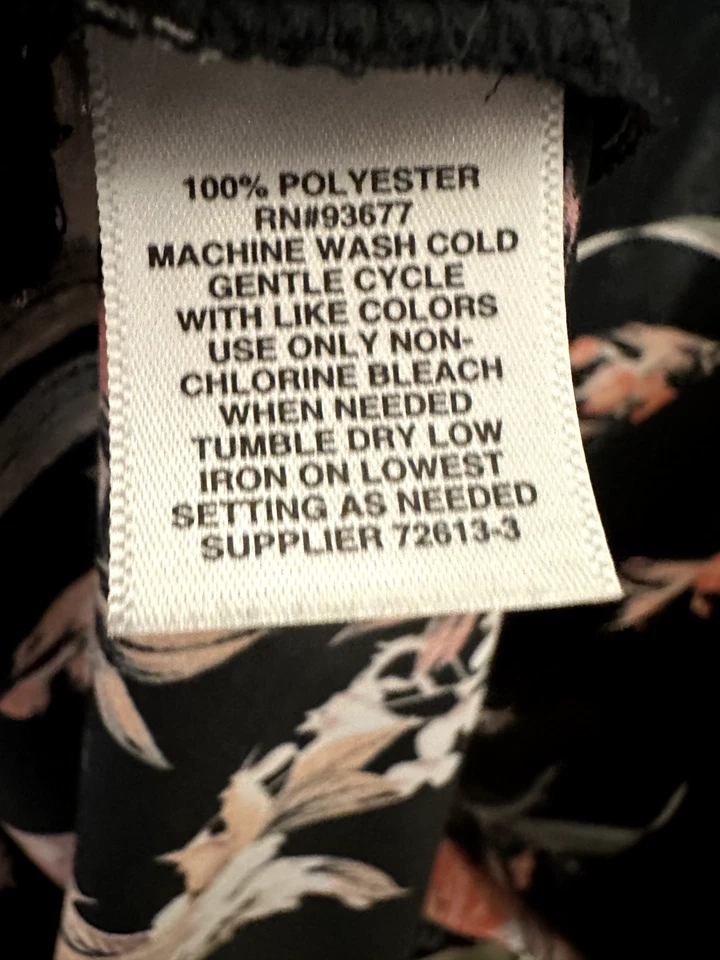 100% POLYESTER
RN#93677
MACHINE WASH COLD
GENTLE CYCLE
WITH LIKE COLORS
USE ONLY NON-
CHLORINE BLEACH
WHEN NEEDED
TUMBLE DRY LOW
IRON ON LOWEST
SETTING AS NEEDED
SUPPLIER 72613-3